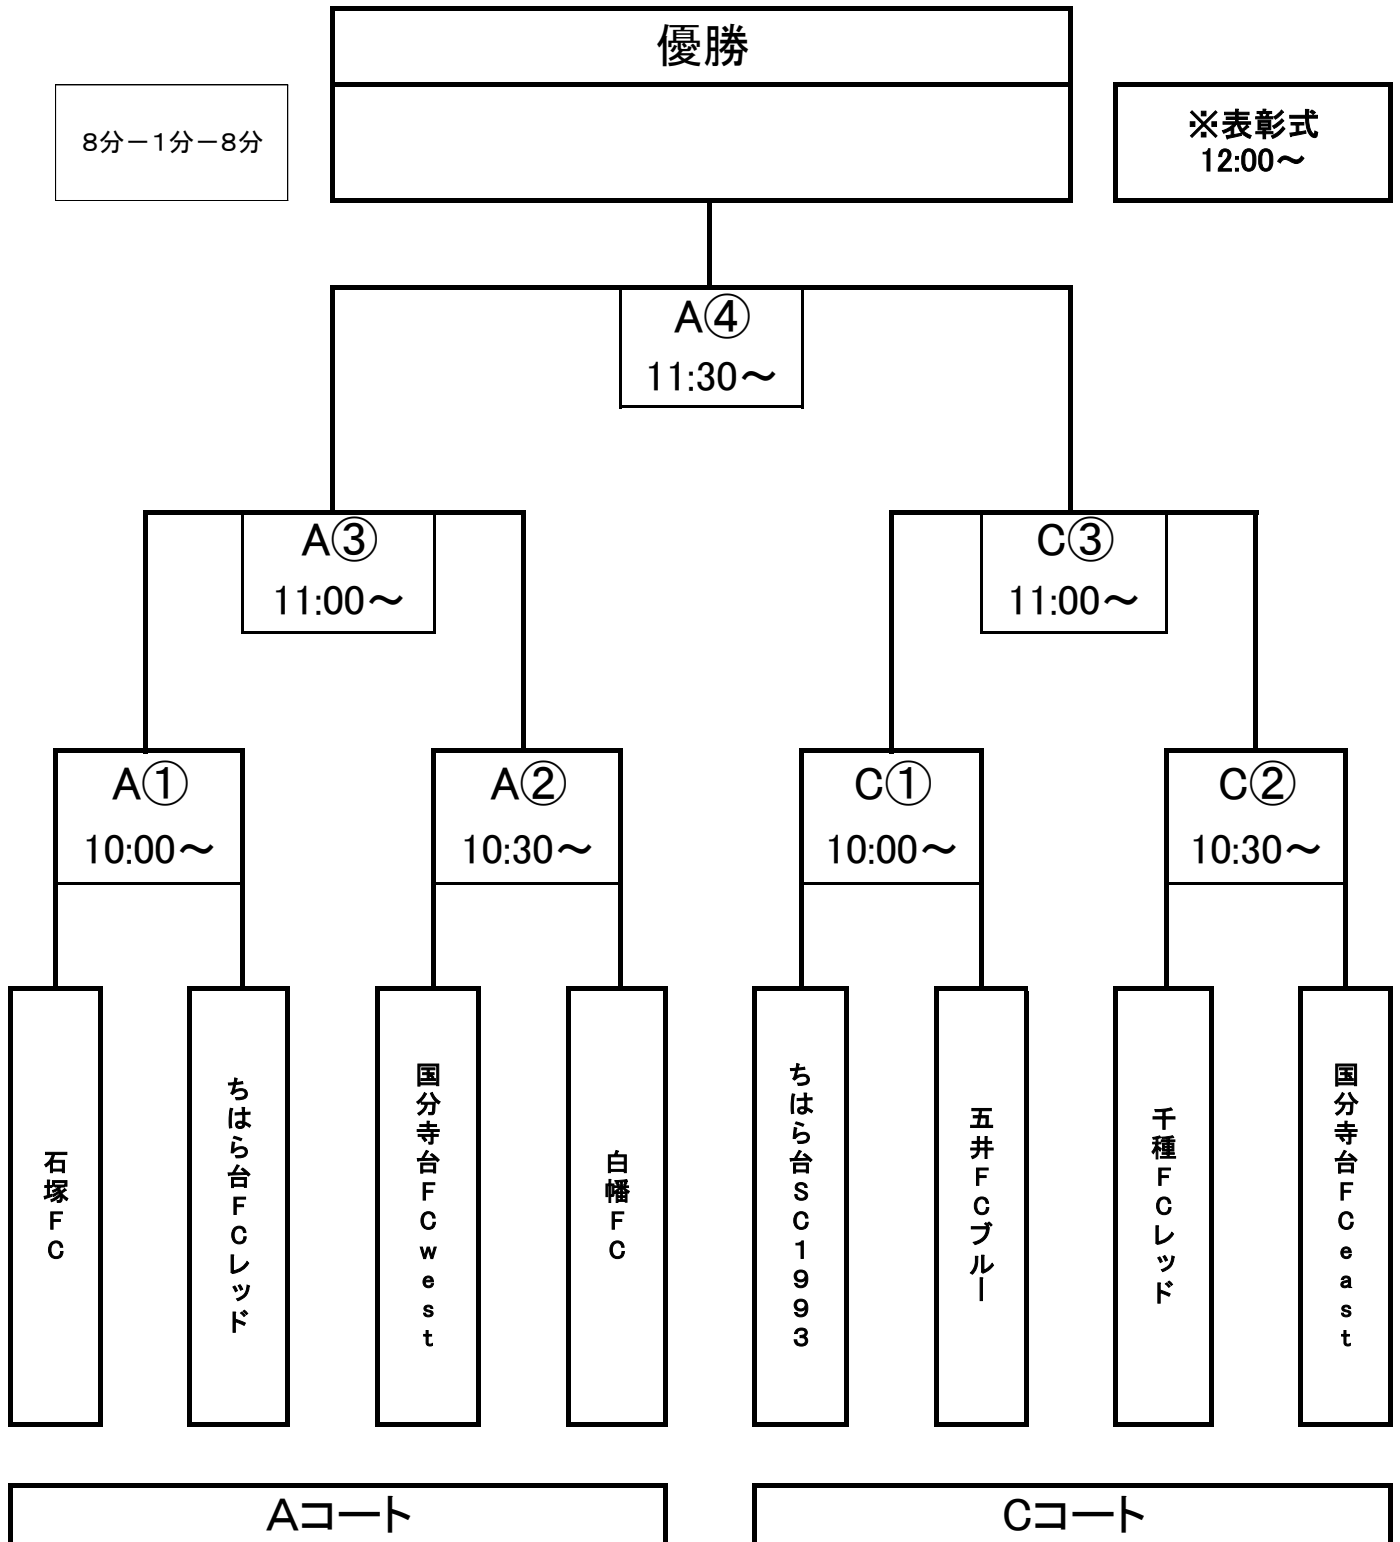 優勝
8分－1分－8分
※表彰式
12:00～
A④
11:30～
A③
11:00～
C③
11:00～
A①
10:00～
A②
10:30～
C①
10:00～
C②
10:30～
石塚FC
ちはら台FCレッド
国分寺台FCwest
白幡FC
ちはら台SC1993
五井FCブルー
千種FCレッド
国分寺台FCeast
Aコート
Cコート